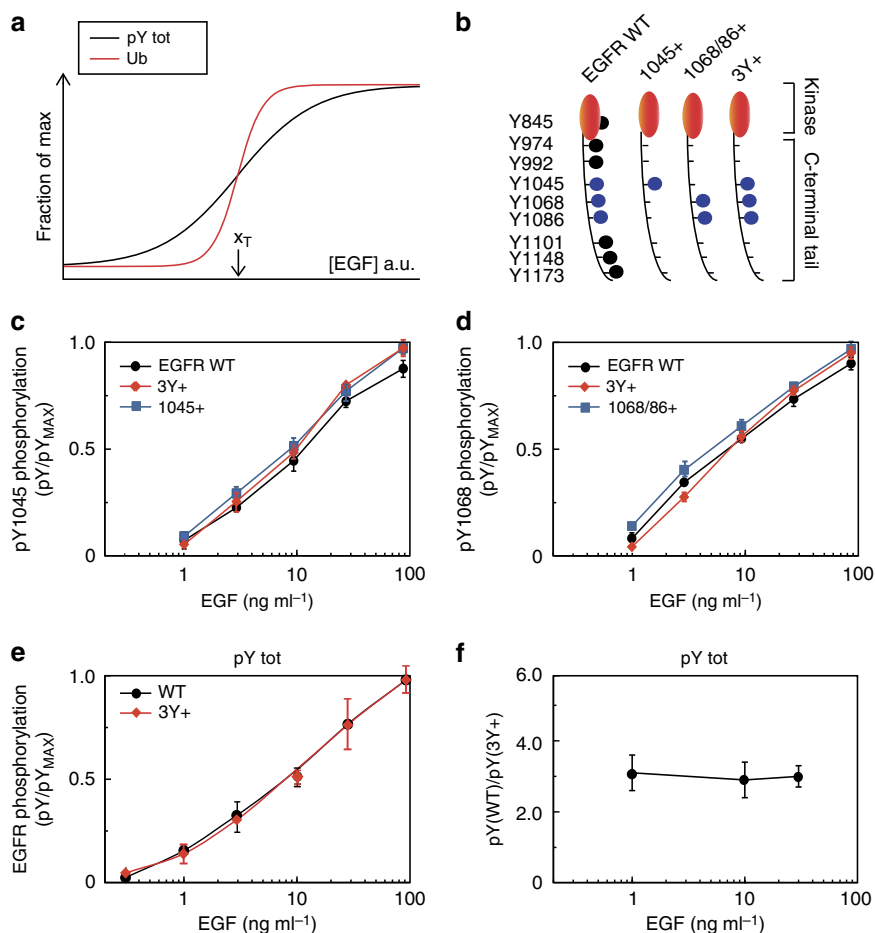 a
pY tot
Ub
Fraction of max
xT
[EGF] a.u.
b
EGFR WT
1045+
1068/86+
3Y+
Y845
Y974
Y992
Y1045
Y1068
Y1086
Y1101
Y1148
Y1173
Kinase
C-terminal tail
c
pY1045 phosphorylation
(pY/pYMAX)
1.0
0.5
0
EGFR WT
3Y+
1045+
1
10
100
EGF (ng ml–1)
d
pY1068 phosphorylation
(pY/pYMAX)
1.0
0.5
0
EGFR WT
3Y+
1068/86+
1
10
100
EGF (ng ml–1)
e
pY tot
EGFR phosphorylation
(pY/pYMAX)
1.0
0.5
0
WT
3Y+
1
10
100
EGF (ng ml–1)
f
pY tot
pY(WT)/pY(3Y+)
6.0
4.0
2.0
0
1
10
100
EGF (ng ml–1)